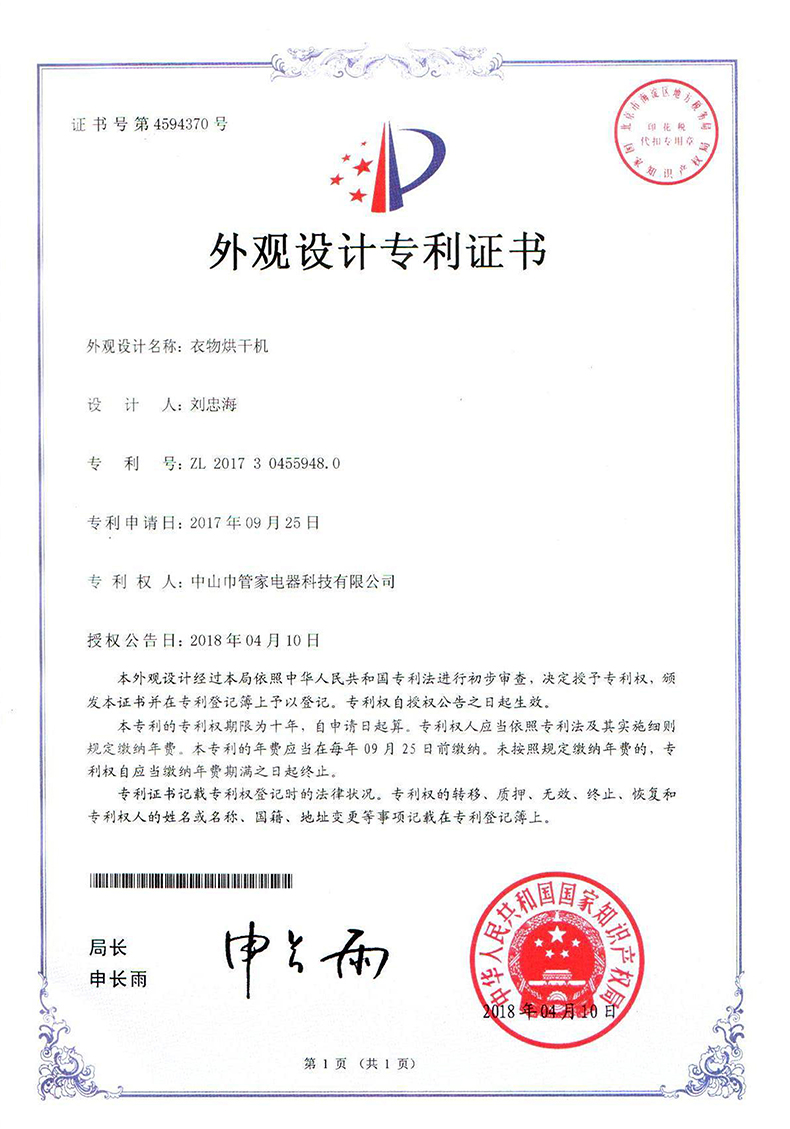 证书号第4594370号
北京市海淀区地方税务局
印花税
代扣专用章
国家知识产权局
外观设计专利证书
外观设计名称：衣物烘干机
设计人：刘忠海
专利号：ZL 2017 3 0455948.0
专利申请日：2017年09月25日
专利权人：中山巾管家电器科技有限公司
授权公告日：2018年04月10日
本外观设计经过本局依照中华人民共和国专利法进行初步审查，决定授予专利权，颁
发本证书并在专利登记簿上予以登记。专利权自授权公告之日起生效。
本专利的专利权期限为十年，自申请日起算。专利权人应当依照专利法及其实施细则
规定缴纳年费。本专利的年费应当在每年09月25日前缴纳。未按照规定缴纳年费的，专
利权自应当缴纳年费期满之日起终止。
专利证书记载专利权登记时的法律状况。专利权的转移、质押、无效、终止、恢复和
专利权人的姓名或名称、国籍、地址变更等事项记载在专利登记簿上。
局长
申长雨
申长雨
中华人民共和国国家知识产权局
2018年04月10日
第1页（共1页）